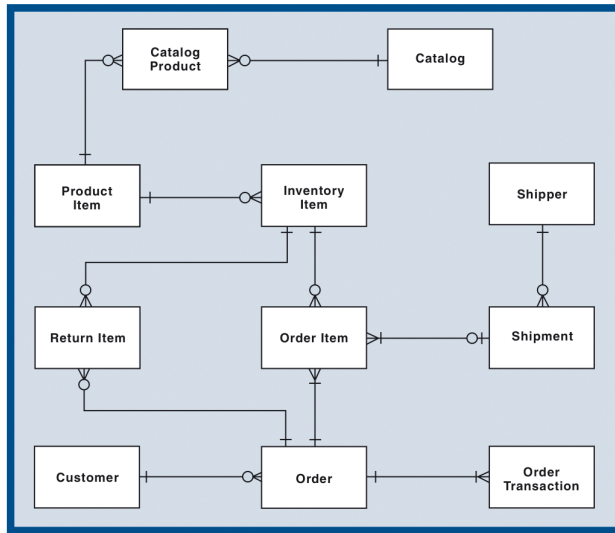 Catalog
Product
Catalog
Product
Item
Inventory
Item
Shipper
Return Item
Order Item
Shipment
Customer
Order
Order
Transaction